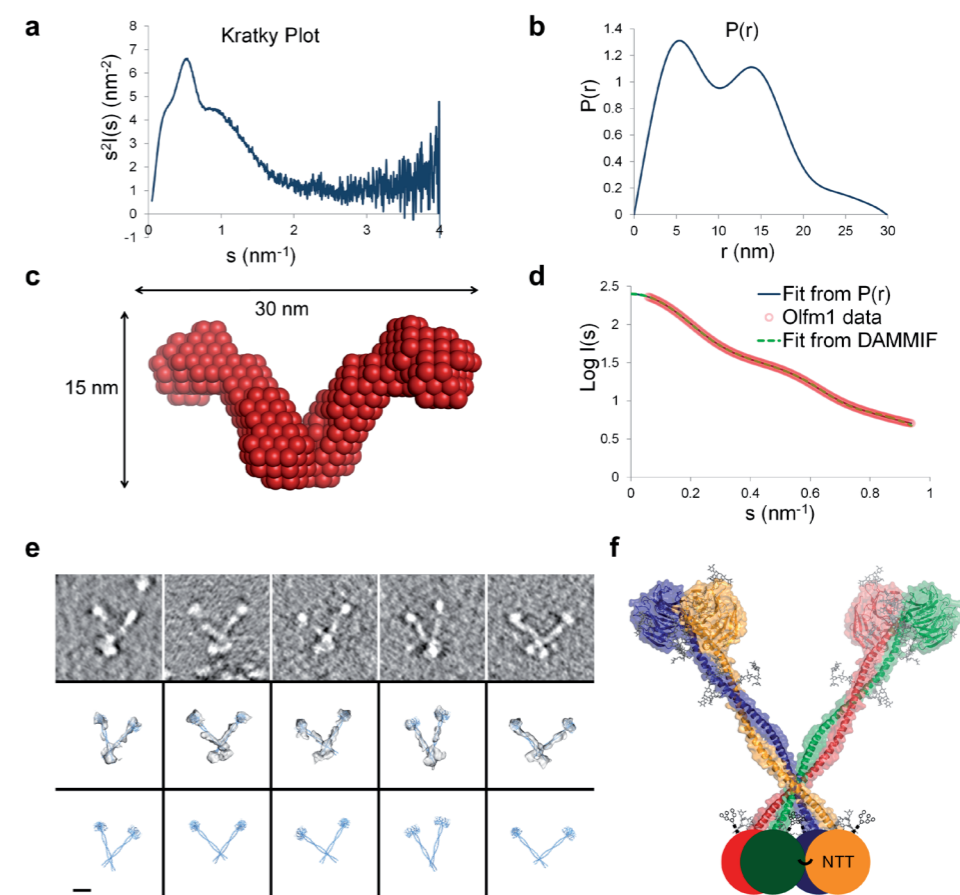 a
Kratky Plot
8
7
6
5
4
3
2
1
0
-1
s²I(s) (nm⁻²)
0
1
2
3
4
s (nm⁻¹)
b
P(r)
1.4
1.2
1
0.8
0.6
0.4
0.2
0
P(r)
0
5
10
15
20
25
30
r (nm)
c
30 nm
15 nm
d
2.5
2
1.5
1
0.5
0
Log I(s)
Fit from P(r)
Olfm1 data
Fit from DAMMIF
0
0.2
0.4
0.6
0.8
1
s (nm⁻¹)
e
f
NTT